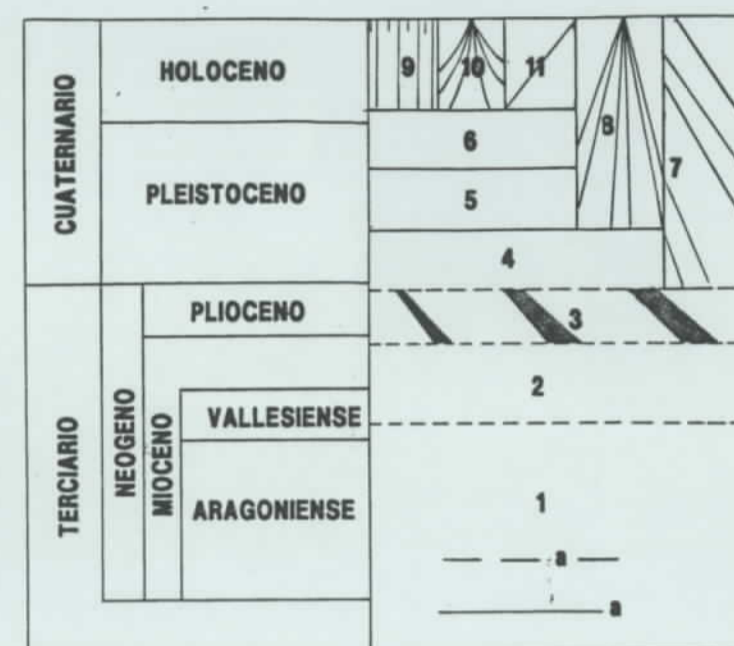 CUATERNARIO
HOLOCENO
PLEISTOCENO
TERCIARIO
NEOGENO
MIOCENO
PLIOCENO
VALLESIENSE
ARAGONIENSE
9 10 11
8
7
6
5
4
3
2
1
a
a